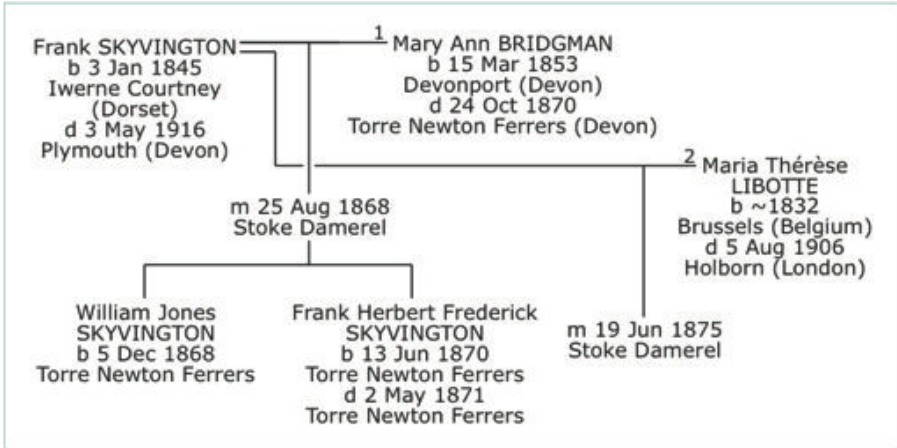 Frank SKYVINGTON
b 3 Jan 1845
Iwerne Courtney
(Dorset)
d 3 May 1916
Plymouth (Devon)
1
Mary Ann BRIDGMAN
b 15 Mar 1853
Devonport (Devon)
d 24 Oct 1870
Torre Newton Ferrers (Devon)
2
Maria Thérèse
LIBOTTE
b ~1832
Brussels (Belgium)
d 5 Aug 1906
Holborn (London)
m 25 Aug 1868
Stoke Damerel
William Jones
SKYVINGTON
b 5 Dec 1868
Torre Newton Ferrers
Frank Herbert Frederick
SKYVINGTON
b 13 Jun 1870
Torre Newton Ferrers
d 2 May 1871
Torre Newton Ferrers
m 19 Jun 1875
Stoke Damerel